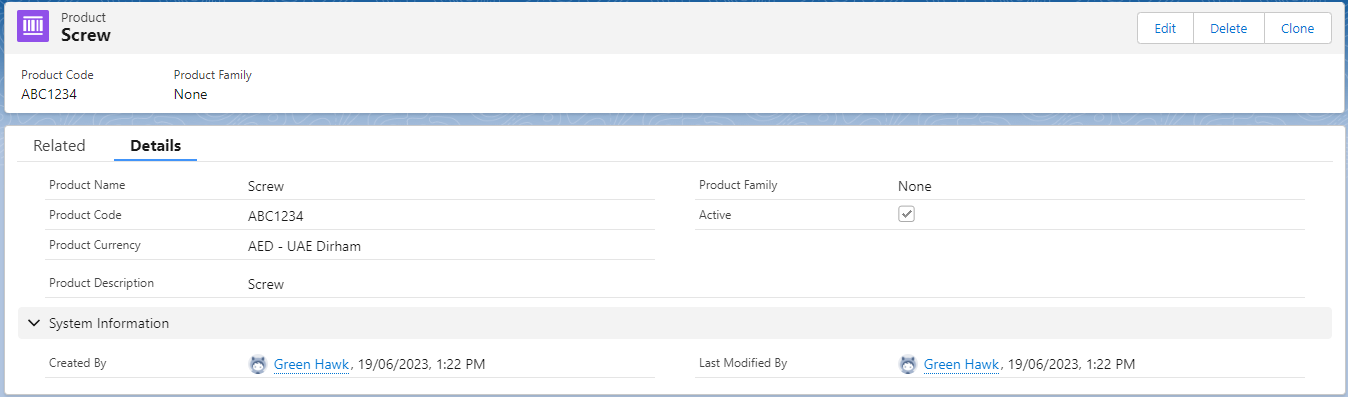 Product
Screw
Edit Delete Clone
Product Code Product Family
ABC1234 None
Related Details
Product Name Screw Product Family None
Product Code ABC1234 Active
Product Currency AED - UAE Dirham
Product Description Screw
System Information
Created By Green Hawk, 19/06/2023, 1:22 PM Last Modified By Green Hawk, 19/06/2023, 1:22 PM